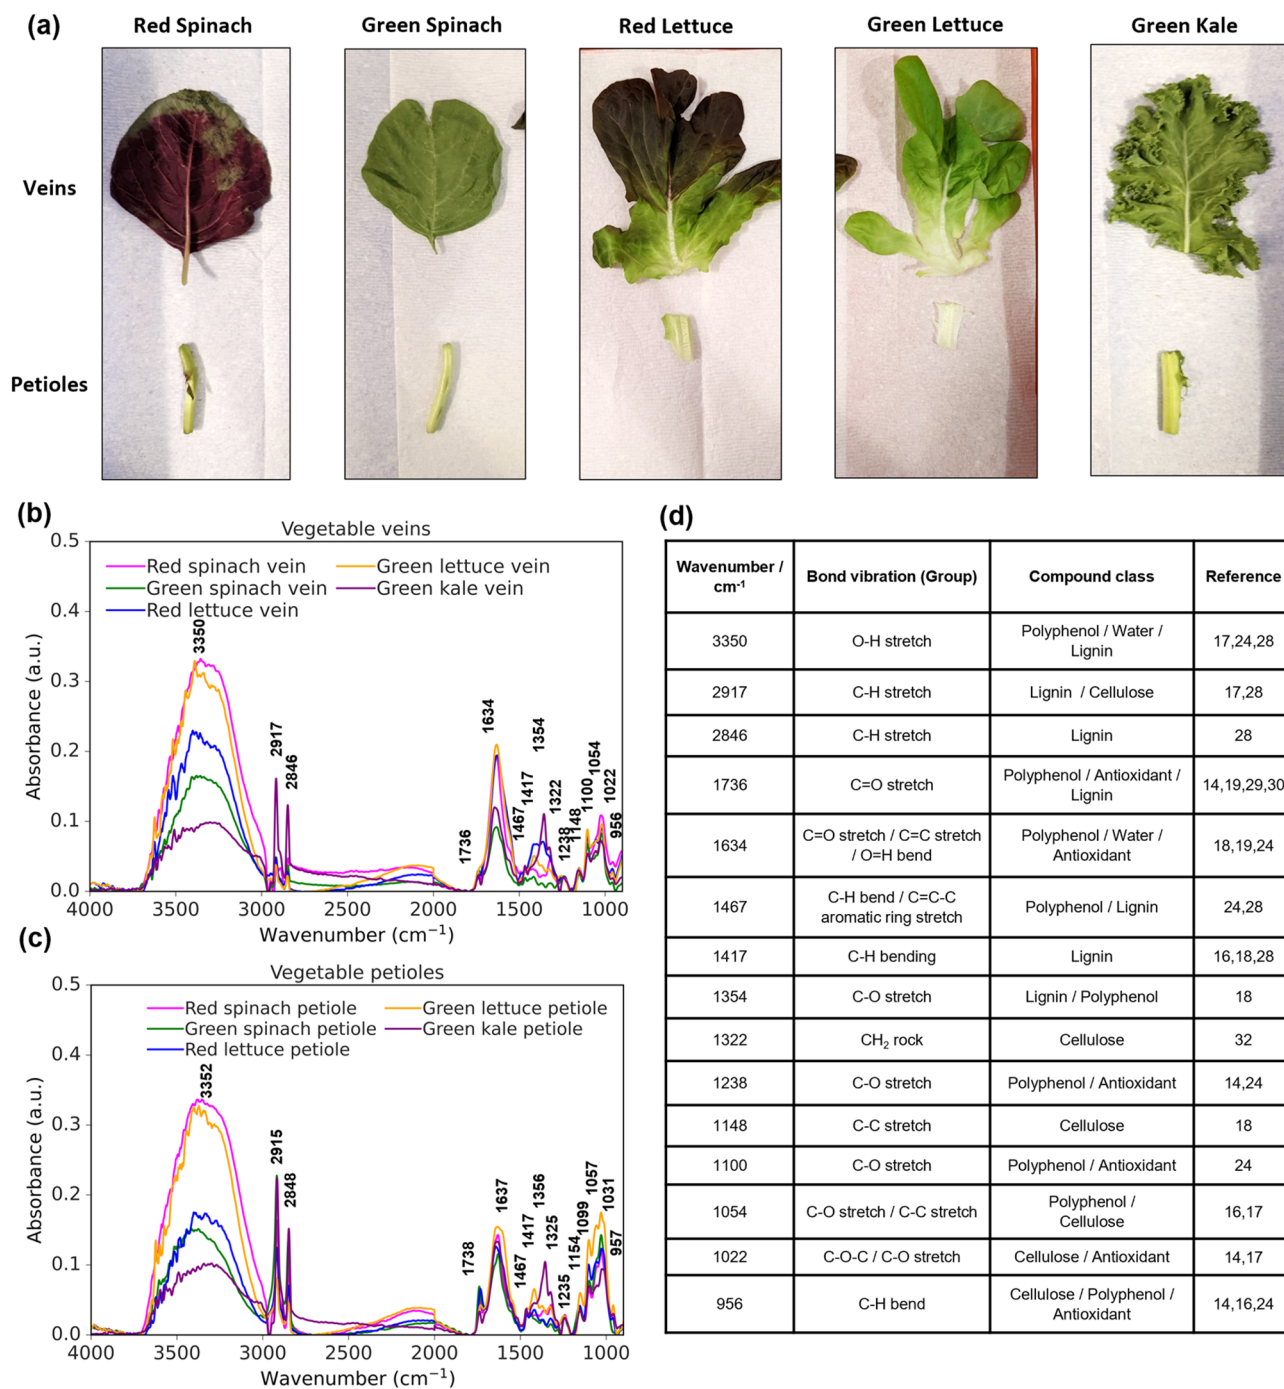 (a)
Red Spinach
Green Spinach
Red Lettuce
Green Lettuce
Green Kale
Veins
Petioles
(b)
Vegetable veins
Absorbance (a.u.)
0.5
0.4
0.3
0.2
0.1
0.0
Red spinach vein
Green spinach vein
Red lettuce vein
Green lettuce vein
Green kale vein
3350
2917
2846
1736
1634
1467
1417
1354
1322
1238
1148
1100
1054
1022
956
4000 3500 3000 2500 2000 1500 1000
Wavenumber (cm⁻¹)
(c)
Vegetable petioles
Absorbance (a.u.)
0.5
0.4
0.3
0.2
0.1
0.0
Red spinach petiole
Green spinach petiole
Red lettuce petiole
Green lettuce petiole
Green kale petiole
3352
2915
2848
1738
1637
1467
1417
1356
1325
1235
1154
1099
1057
1031
957
4000 3500 3000 2500 2000 1500 1000
Wavenumber (cm⁻¹)
(d)
Wavenumber / cm⁻¹ Bond vibration (Group) Compound class Reference
3350 O-H stretch Polyphenol / Water / Lignin 17,24,28
2917 C-H stretch Lignin / Cellulose 17,28
2846 C-H stretch Lignin 28
1736 C=O stretch Polyphenol / Antioxidant / Lignin 14,19,29,30
1634 C=O stretch / C=C stretch / O=H bend Polyphenol / Water / Antioxidant 18,19,24
1467 C-H bend / C=C-C aromatic ring stretch Polyphenol / Lignin 24,28
1417 C-H bending Lignin 16,18,28
1354 C-O stretch Lignin / Polyphenol 18
1322 CH₂ rock Cellulose 32
1238 C-O stretch Polyphenol / Antioxidant 14,24
1148 C-C stretch Cellulose 18
1100 C-O stretch Polyphenol / Antioxidant 24
1054 C-O stretch / C-C stretch Polyphenol / Cellulose 16,17
1022 C-O-C / C-O stretch Cellulose / Antioxidant 14,17
956 C-H bend Cellulose / Polyphenol / Antioxidant 14,16,24